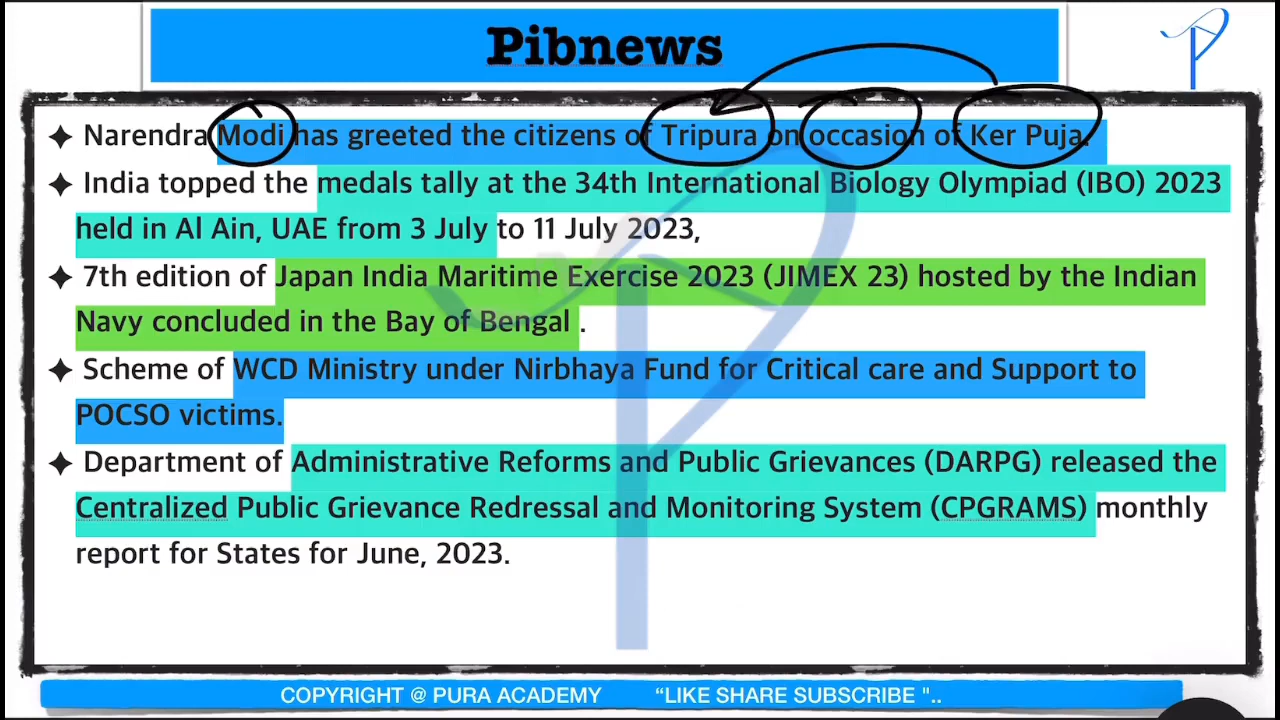 Pibnews
✦ Narendra Modi has greeted the citizens of Tripura on occasion of Ker Puja.
✦ India topped the medals tally at the 34th International Biology Olympiad (IBO) 2023
held in Al Ain, UAE from 3 July to 11 July 2023,
✦ 7th edition of Japan India Maritime Exercise 2023 (JIMEX 23) hosted by the Indian
Navy concluded in the Bay of Bengal .
✦ Scheme of WCD Ministry under Nirbhaya Fund for Critical care and Support to
POCSO victims.
✦ Department of Administrative Reforms and Public Grievances (DARPG) released the
Centralized Public Grievance Redressal and Monitoring System (CPGRAMS) monthly
report for States for June, 2023.
COPYRIGHT @ PURA ACADEMY “LIKE SHARE SUBSCRIBE "..